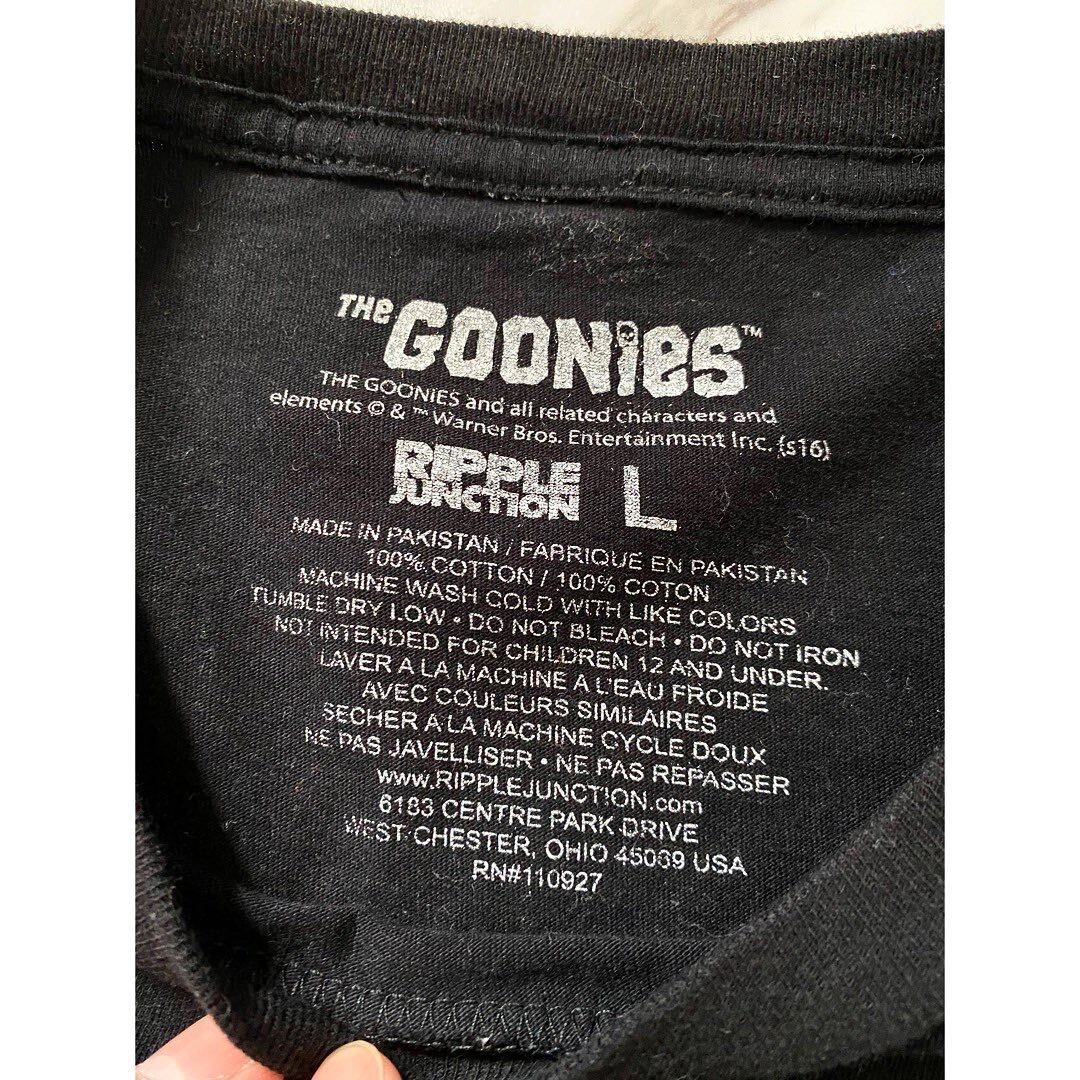 THe GOONieS™
THE GOONIES and all related characters and
elements © & ™ Warner Bros. Entertainment Inc. (s16)
RIPPLE JUNCTION L
MADE IN PAKISTAN / FABRIQUE EN PAKISTAN
100% COTTON / 100% COTON
MACHINE WASH COLD WITH LIKE COLORS
TUMBLE DRY LOW • DO NOT BLEACH • DO NOT IRON
NOT INTENDED FOR CHILDREN 12 AND UNDER.
LAVER A LA MACHINE A L'EAU FROIDE
AVEC COULEURS SIMILAIRES
SECHER A LA MACHINE CYCLE DOUX
NE PAS JAVELLISER • NE PAS REPASSER
www.RIPPLEJUNCTION.com
6183 CENTRE PARK DRIVE
WEST CHESTER, OHIO 45069 USA
RN#110927